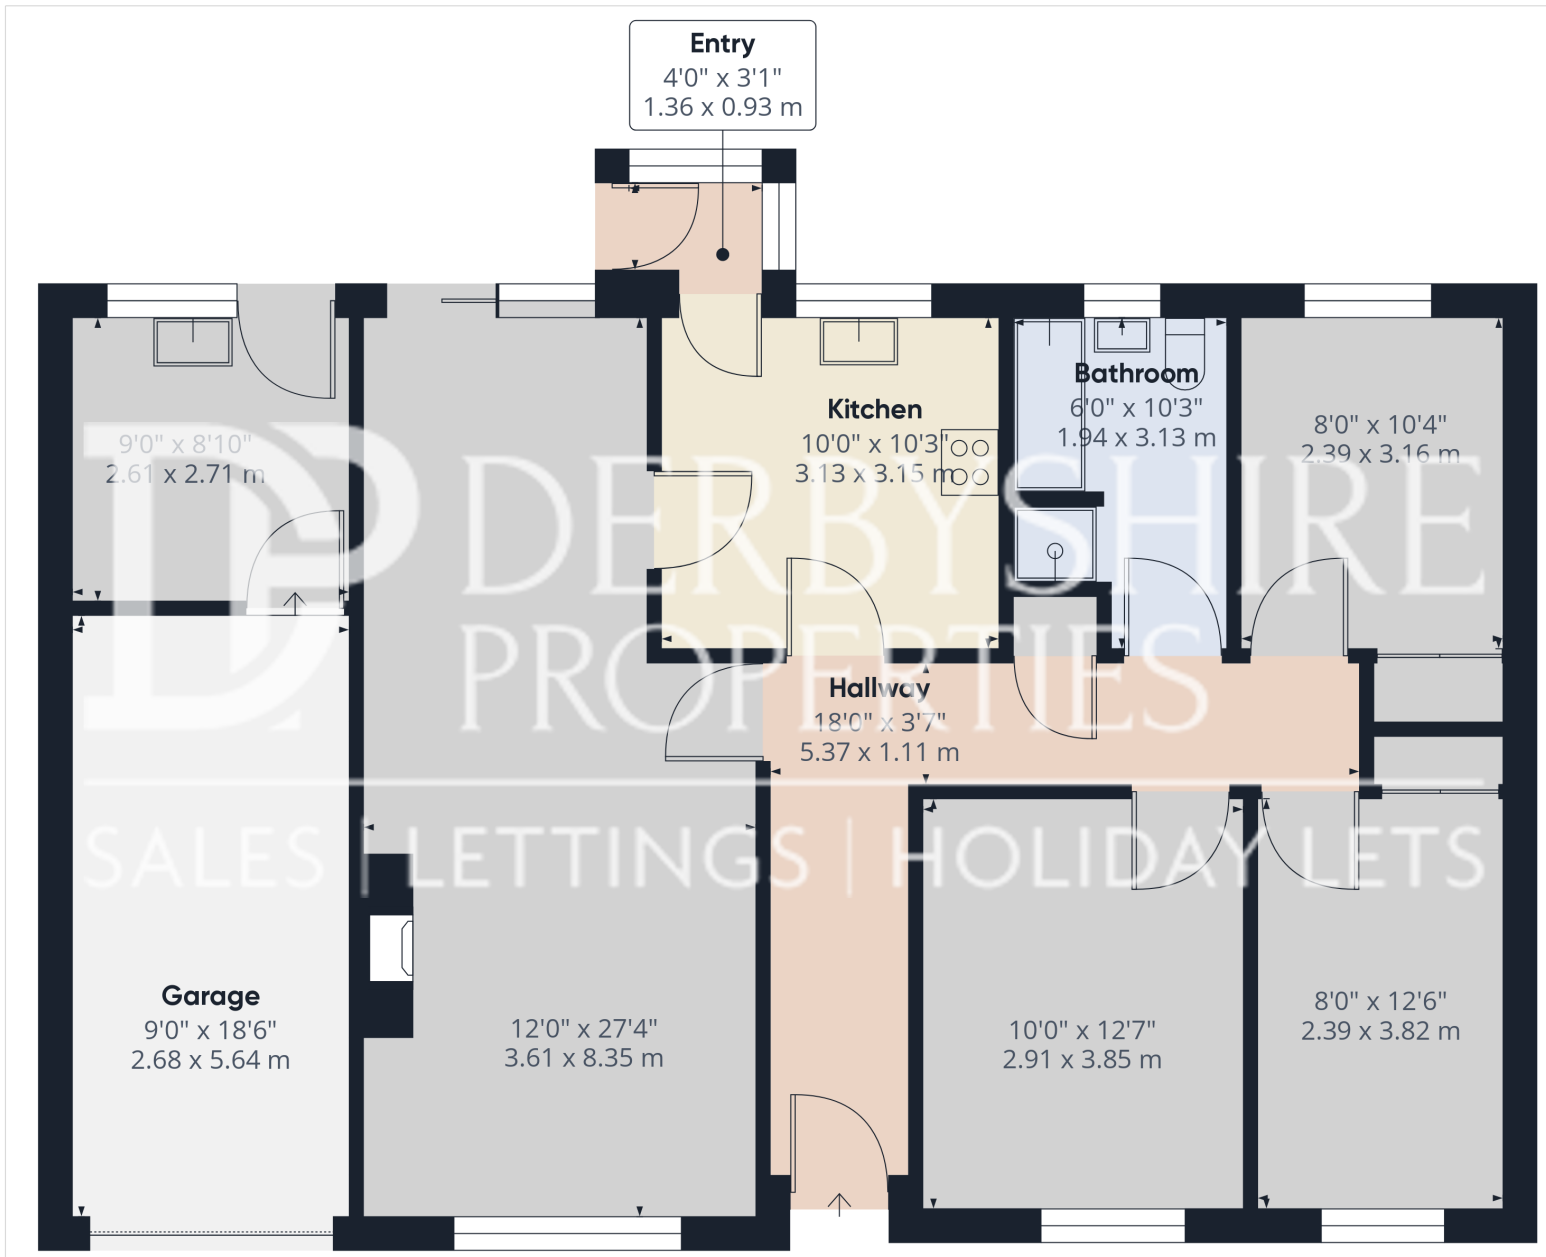 Entry
4'0" x 3'1"
1.36 x 0.93 m
9'0" x 8'10"
2.61 x 2.71 m
Kitchen
10'0" x 10'3"
3.13 x 3.15 m
Bathroom
6'0" x 10'3"
1.94 x 3.13 m
8'0" x 10'4"
2.39 x 3.16 m
DP
DERBYSHIRE
PROPERTIES
SALES | LETTINGS | HOLIDAY LETS
Hallway
18'0" x 3'7"
5.37 x 1.11 m
Garage
9'0" x 18'6"
2.68 x 5.64 m
12'0" x 27'4"
3.61 x 8.35 m
10'0" x 12'7"
2.91 x 3.85 m
8'0" x 12'6"
2.39 x 3.82 m